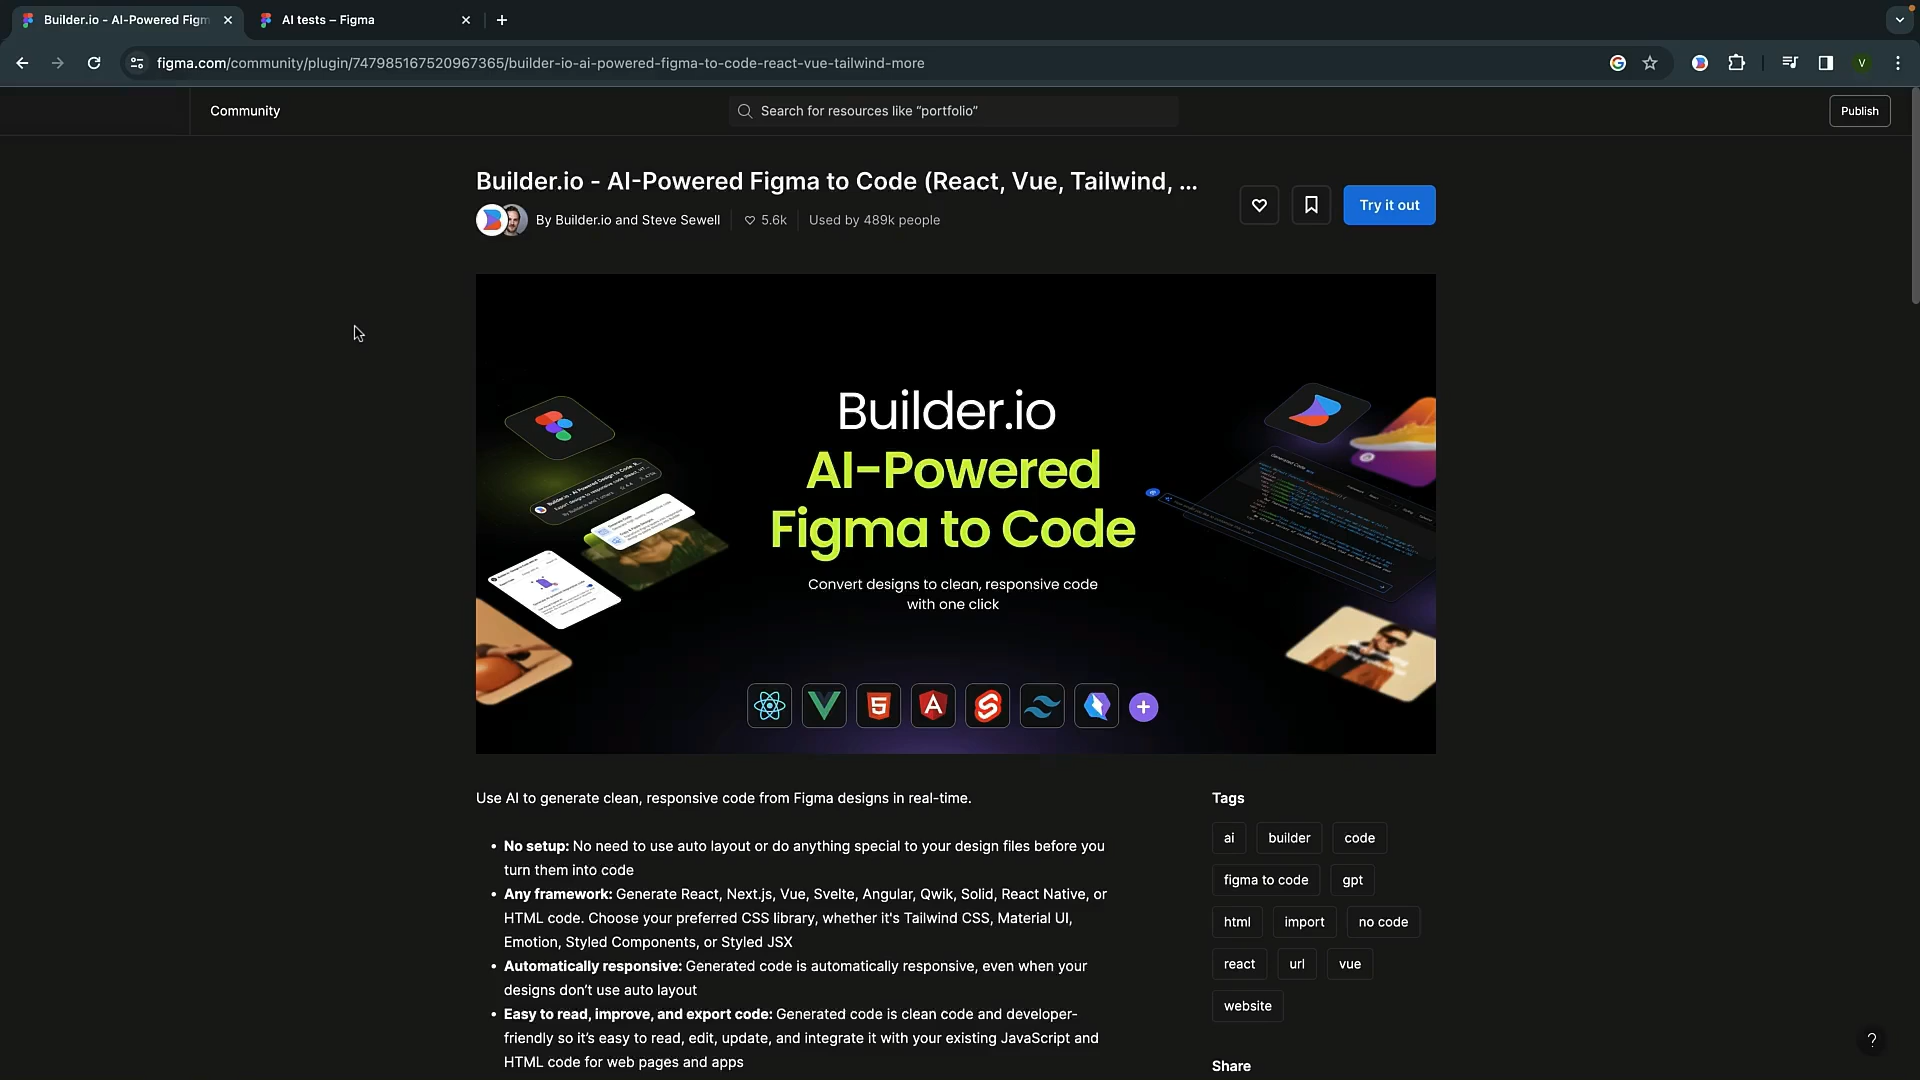 Builder.io - AI-Powered Figm
AI tests – Figma
figma.com/community/plugin/747985167520967365/builder-io-ai-powered-figma-to-code-react-vue-tailwind-more
V
Community
Search for resources like “portfolio”
Publish
Builder.io - AI-Powered Figma to Code (React, Vue, Tailwind, ...
By Builder.io and Steve Sewell
5.6k
Used by 489k people
Try it out
Builder.io
AI-Powered
Figma to Code
Convert designs to clean, responsive code
with one click
Use AI to generate clean, responsive code from Figma designs in real-time.
• No setup: No need to use auto layout or do anything special to your design files before you
turn them into code
• Any framework: Generate React, Next.js, Vue, Svelte, Angular, Qwik, Solid, React Native, or
HTML code. Choose your preferred CSS library, whether it's Tailwind CSS, Material UI,
Emotion, Styled Components, or Styled JSX
• Automatically responsive: Generated code is automatically responsive, even when your
designs don’t use auto layout
• Easy to read, improve, and export code: Generated code is clean code and developer-
friendly so it’s easy to read, edit, update, and integrate it with your existing JavaScript and
HTML code for web pages and apps
Tags
ai builder code
figma to code gpt
html import no code
react url vue
website
Share
?